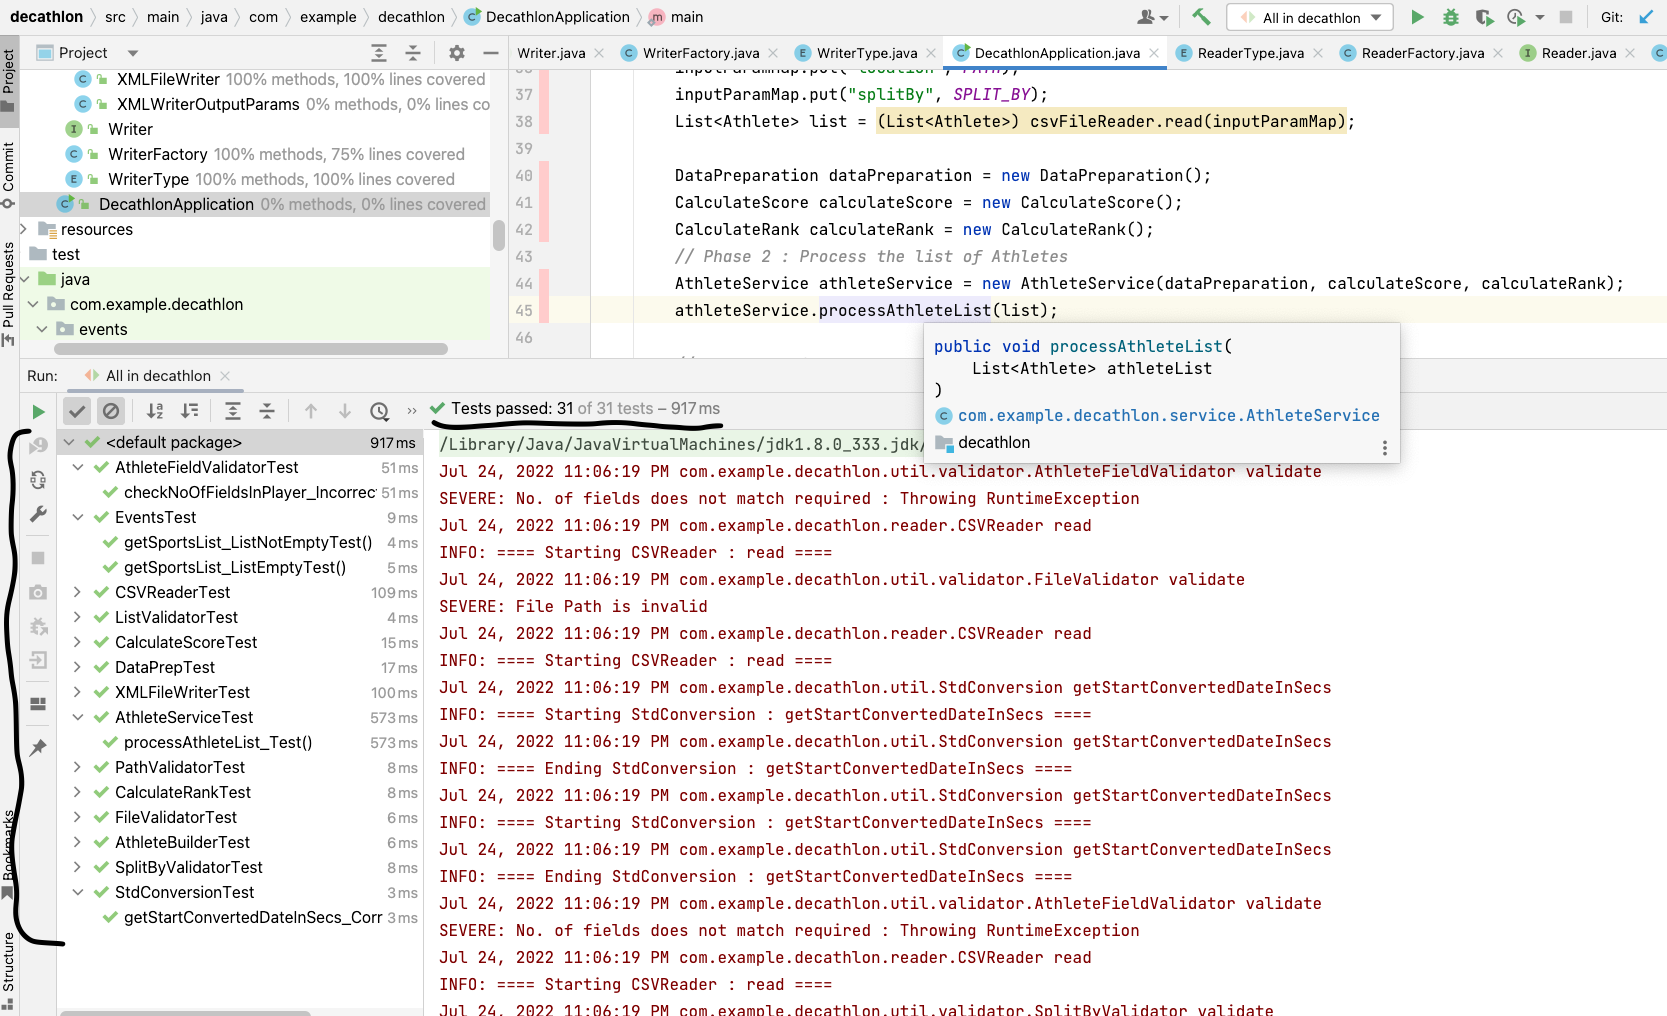 decathlon src main java com example decathlon DecathlonApplication main
All in decathlon Git:
Project
Writer.java WriterFactory.java WriterType.java DecathlonApplication.java ReaderType.java ReaderFactory.java Reader.java
Project
Commit
Pull Requests
Bookmarks
Structure
XMLFileWriter 100% methods, 100% lines covered
XMLWriterOutputParams 0% methods, 0% lines co
Writer
WriterFactory 100% methods, 75% lines covered
WriterType 100% methods, 100% lines covered
DecathlonApplication 0% methods, 0% lines covered
resources
test
java
com.example.decathlon
events
37 inputParamMap.put("splitBy", SPLIT_BY);
38 List<Athlete> list = (List<Athlete>) csvFileReader.read(inputParamMap);
39
40 DataPreparation dataPreparation = new DataPreparation();
41 CalculateScore calculateScore = new CalculateScore();
42 CalculateRank calculateRank = new CalculateRank();
43 // Phase 2 : Process the list of Athletes
44 AthleteService athleteService = new AthleteService(dataPreparation, calculateScore, calculateRank);
45 athleteService.processAthleteList(list);
46
public void processAthleteList(
List<Athlete> athleteList
)
com.example.decathlon.service.AthleteService
decathlon
Run: All in decathlon
Tests passed: 31 of 31 tests – 917 ms
<default package> 917 ms
AthleteFieldValidatorTest 51 ms
checkNoOfFieldsInPlayer_Incorrec 51 ms
EventsTest 9 ms
getSportsList_ListNotEmptyTest() 4 ms
getSportsList_ListEmptyTest() 5 ms
CSVReaderTest 109 ms
ListValidatorTest 4 ms
CalculateScoreTest 15 ms
DataPrepTest 17 ms
XMLFileWriterTest 100 ms
AthleteServiceTest 573 ms
processAthleteList_Test() 573 ms
PathValidatorTest 8 ms
CalculateRankTest 8 ms
FileValidatorTest 6 ms
AthleteBuilderTest 6 ms
SplitByValidatorTest 8 ms
StdConversionTest 3 ms
getStartConvertedDateInSecs_Corr 3 ms
/Library/Java/JavaVirtualMachines/jdk1.8.0_333.jdk/
Jul 24, 2022 11:06:19 PM com.example.decathlon.util.validator.AthleteFieldValidator validate
SEVERE: No. of fields does not match required : Throwing RuntimeException
Jul 24, 2022 11:06:19 PM com.example.decathlon.reader.CSVReader read
INFO: ==== Starting CSVReader : read ====
Jul 24, 2022 11:06:19 PM com.example.decathlon.util.validator.FileValidator validate
SEVERE: File Path is invalid
Jul 24, 2022 11:06:19 PM com.example.decathlon.reader.CSVReader read
INFO: ==== Starting CSVReader : read ====
Jul 24, 2022 11:06:19 PM com.example.decathlon.util.StdConversion getStartConvertedDateInSecs
INFO: ==== Starting StdConversion : getStartConvertedDateInSecs ====
Jul 24, 2022 11:06:19 PM com.example.decathlon.util.StdConversion getStartConvertedDateInSecs
INFO: ==== Ending StdConversion : getStartConvertedDateInSecs ====
Jul 24, 2022 11:06:19 PM com.example.decathlon.util.StdConversion getStartConvertedDateInSecs
INFO: ==== Starting StdConversion : getStartConvertedDateInSecs ====
Jul 24, 2022 11:06:19 PM com.example.decathlon.util.StdConversion getStartConvertedDateInSecs
INFO: ==== Ending StdConversion : getStartConvertedDateInSecs ====
Jul 24, 2022 11:06:19 PM com.example.decathlon.util.validator.AthleteFieldValidator validate
SEVERE: No. of fields does not match required : Throwing RuntimeException
Jul 24, 2022 11:06:19 PM com.example.decathlon.reader.CSVReader read
INFO: ==== Starting CSVReader : read ====
Jul 24, 2022 11:06:19 PM com.example.decathlon.util.validator.SplitByValidator validate